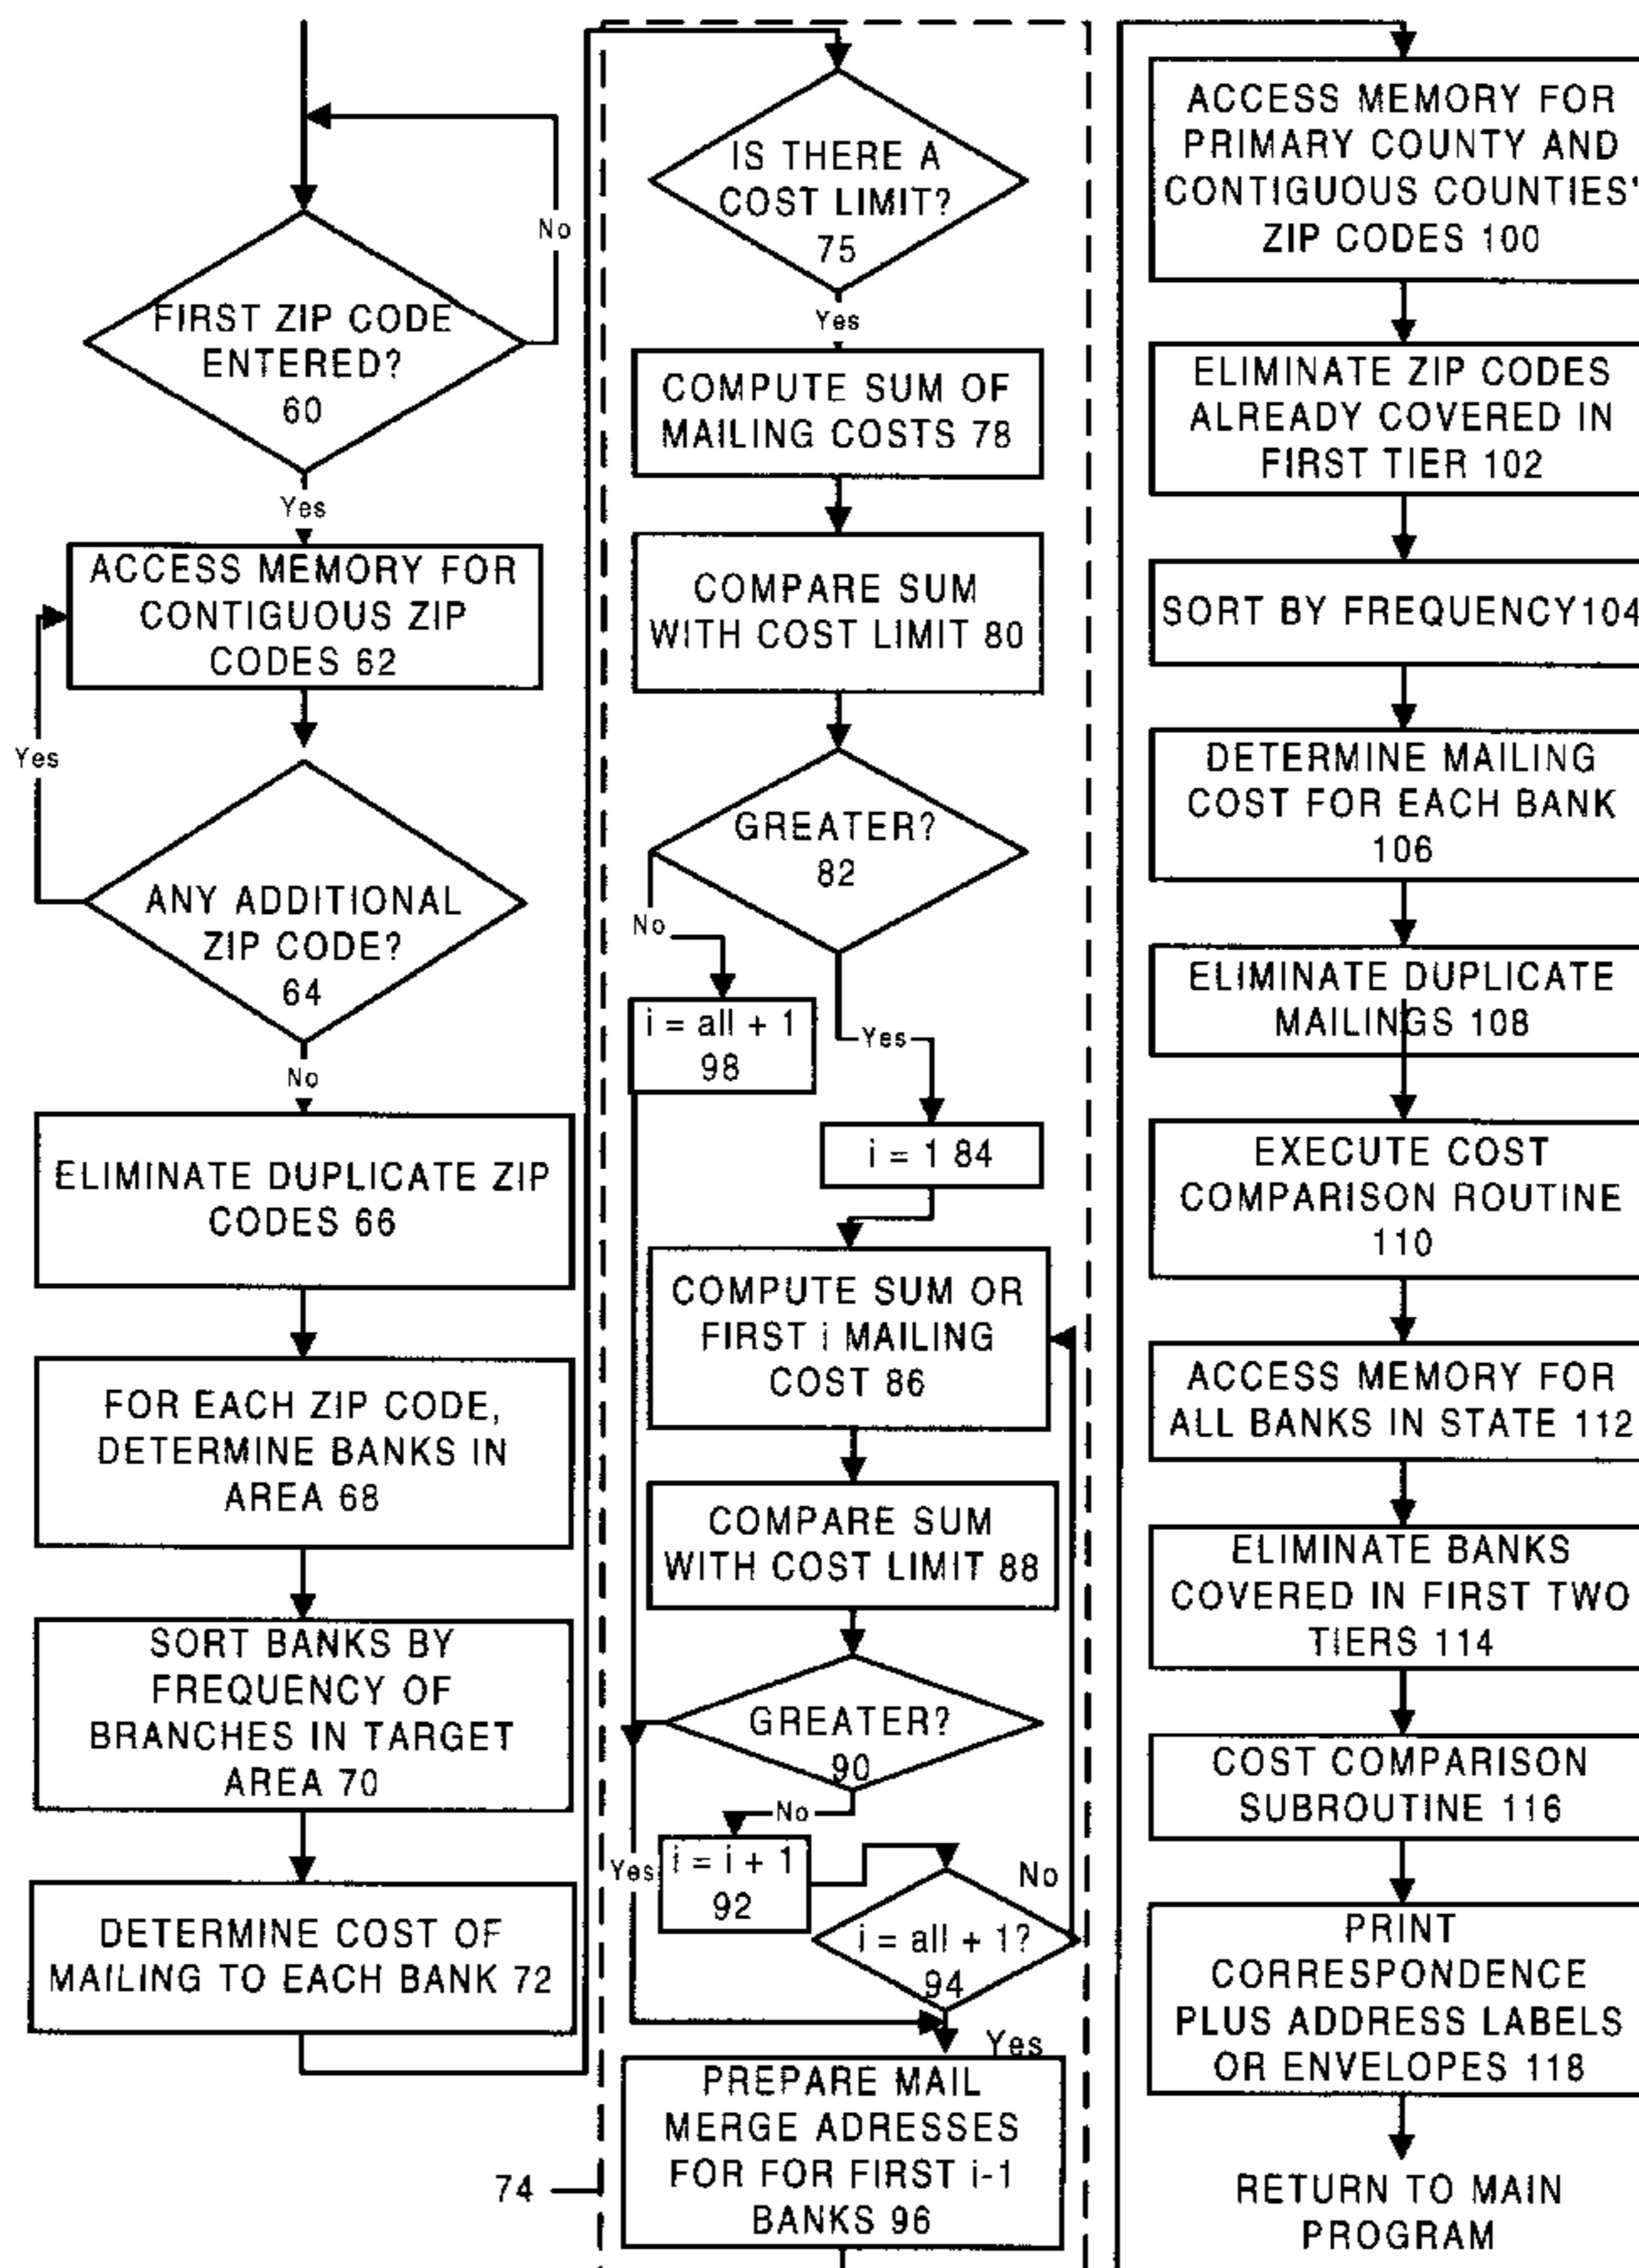 No
FIRST ZIP CODE
ENTERED?
60
Yes
ACCESS MEMORY FOR
CONTIGUOUS ZIP
CODES 62
Yes
ANY ADDITIONAL
ZIP CODE?
64
No
ELIMINATE DUPLICATE ZIP
CODES 66
FOR EACH ZIP CODE,
DETERMINE BANKS IN
AREA 68
SORT BANKS BY
FREQUENCY OF
BRANCHES IN TARGET
AREA 70
DETERMINE COST OF
MAILING TO EACH BANK 72
74
IS THERE A
COST LIMIT?
75
Yes
COMPUTE SUM OF
MAILING COSTS 78
COMPARE SUM
WITH COST LIMIT 80
GREATER?
82
No
i = all + 1
98
Yes
i = 1 84
COMPUTE SUM OR
FIRST i MAILING
COST 86
COMPARE SUM
WITH COST LIMIT 88
GREATER?
90
No
Yes
i = i + 1
92
No
i = all + 1?
94
Yes
PREPARE MAIL
MERGE ADRESSES
FOR FOR FIRST i-1
BANKS 96
ACCESS MEMORY FOR
PRIMARY COUNTY AND
CONTIGUOUS COUNTIES'
ZIP CODES 100
ELIMINATE ZIP CODES
ALREADY COVERED IN
FIRST TIER 102
SORT BY FREQUENCY104
DETERMINE MAILING
COST FOR EACH BANK
106
ELIMINATE DUPLICATE
MAILINGS 108
EXECUTE COST
COMPARISON ROUTINE
110
ACCESS MEMORY FOR
ALL BANKS IN STATE 112
ELIMINATE BANKS
COVERED IN FIRST TWO
TIERS 114
COST COMPARISON
SUBROUTINE 116
PRINT
CORRESPONDENCE
PLUS ADDRESS LABELS
OR ENVELOPES 118
RETURN TO MAIN
PROGRAM